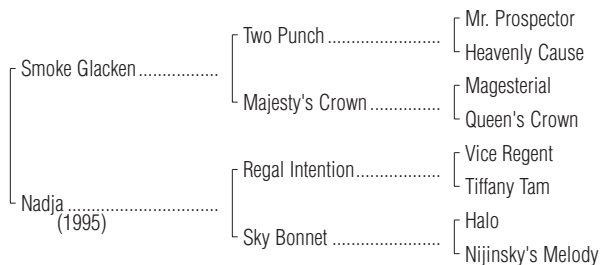 Mr. Prospector
Two Punch .......................
Heavenly Cause
Smoke Glacken ................
Magesterial
Majesty's Crown ...............
Queen's Crown
Vice Regent
Regal Intention..................
Tiffany Tam
Nadja ................................
(1995)
Halo
Sky Bonnet .......................
Nijinsky's Melody